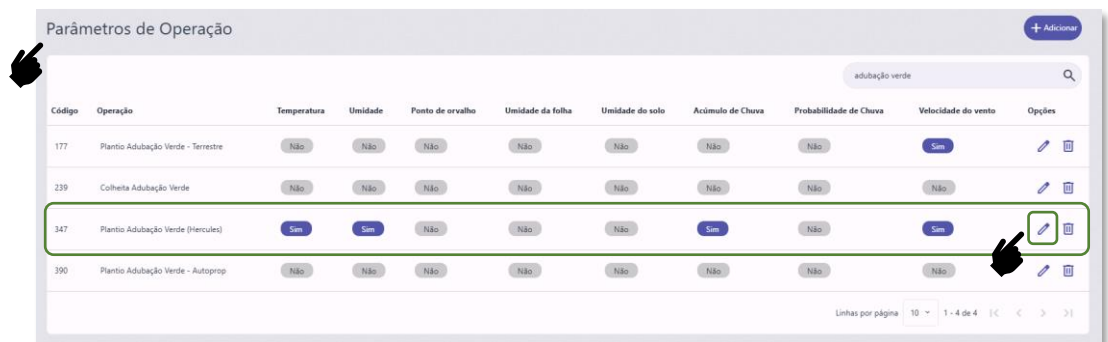 Parâmetros de Operação
+ Adicionar
adubação verde
Código Operação Temperatura Umidade Ponto de orvalho Umidade da folha Umidade do solo Acúmulo de Chuva Probabilidade de Chuva Velocidade do vento Opções
177 Plantio Adubação Verde - Terrestre Não Não Não Não Não Não Não Sim
239 Colheita Adubação Verde Não Não Não Não Não Não Não Não
347 Plantio Adubação Verde (Hercules) Sim Sim Não Não Não Sim Não Sim
390 Plantio Adubação Verde - Autoprop Não Não Não Não Não Não Não Não
Linhas por página 10 1 - 4 de 4